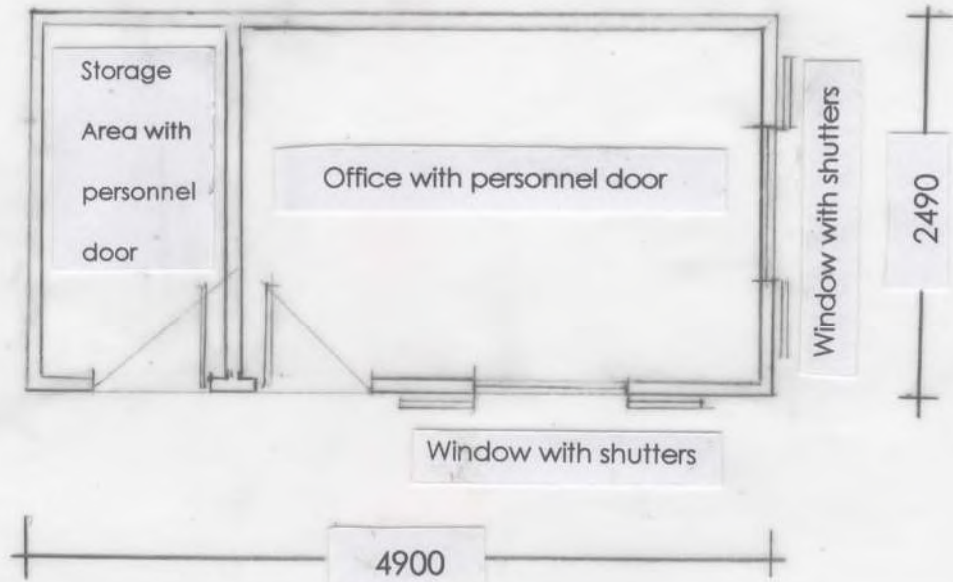 Storage
Area with
personnel
door
Office with personnel door
Window with shutters
2490
Window with shutters
4900